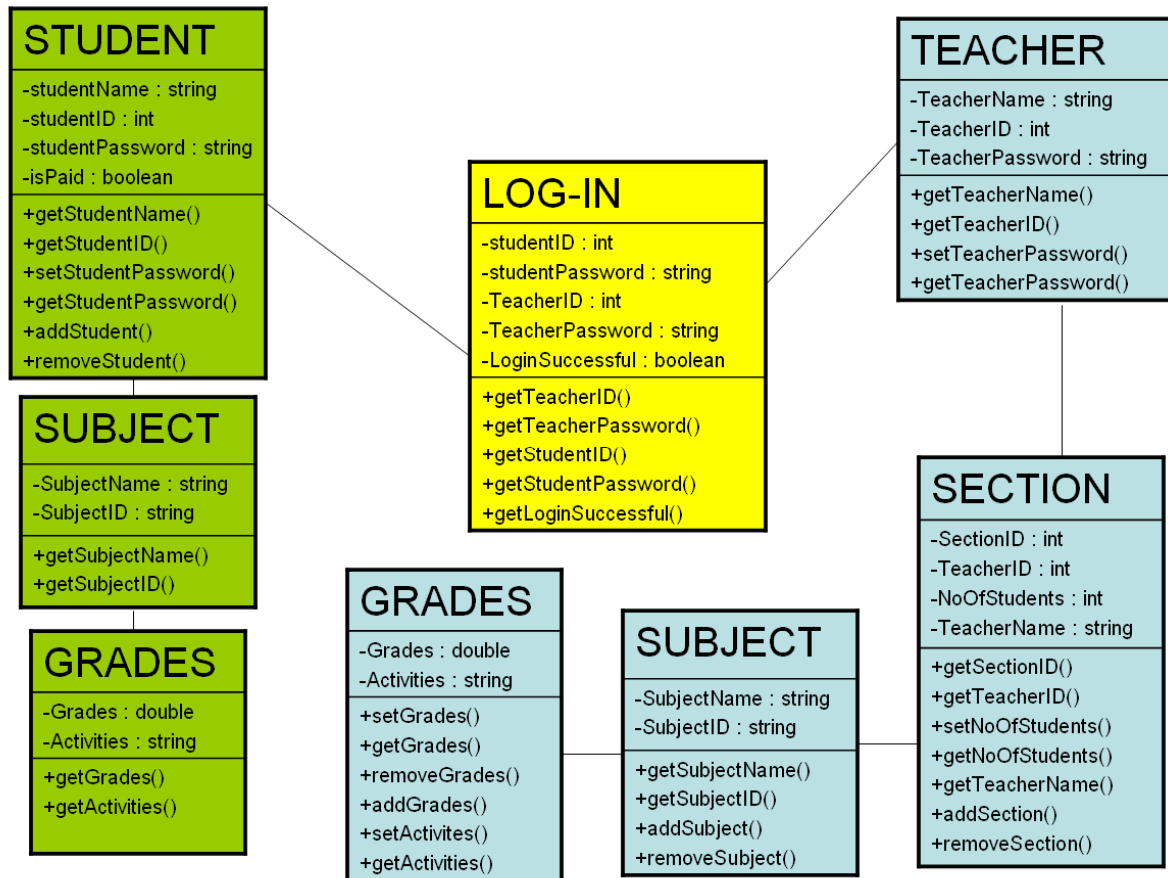 STUDENT
-studentName : string
-studentID : int
-studentPassword : string
-isPaid : boolean
+getStudentName()
+getStudentID()
+setStudentPassword()
+getStudentPassword()
+addStudent()
+removeStudent()
SUBJECT
-SubjectName : string
-SubjectID : string
+getSubjectName()
+getSubjectID()
GRADES
-Grades : double
-Activities : string
+getGrades()
+getActivities()
LOG-IN
-studentID : int
-studentPassword : string
-TeacherID : int
-TeacherPassword : string
-LoginSuccessful : boolean
+getTeacherID()
+getTeacherPassword()
+getStudentID()
+getStudentPassword()
+getLoginSuccessful()
TEACHER
-TeacherName : string
-TeacherID : int
-TeacherPassword : string
+getTeacherName()
+getTeacherID()
+setTeacherPassword()
+getTeacherPassword()
SECTION
-SectionID : int
-TeacherID : int
-NoOfStudents : int
-TeacherName : string
+getSectionID()
+getTeacherID()
+setNoOfStudents()
+getNoOfStudents()
+getTeacherName()
+addSection()
+removeSection()
SUBJECT
-SubjectName : string
-SubjectID : string
+getSubjectName()
+getSubjectID()
+addSubject()
+removeSubject()
GRADES
-Grades : double
-Activities : string
+setGrades()
+getGrades()
+removeGrades()
+addGrades()
+setActivites()
+getActivities()